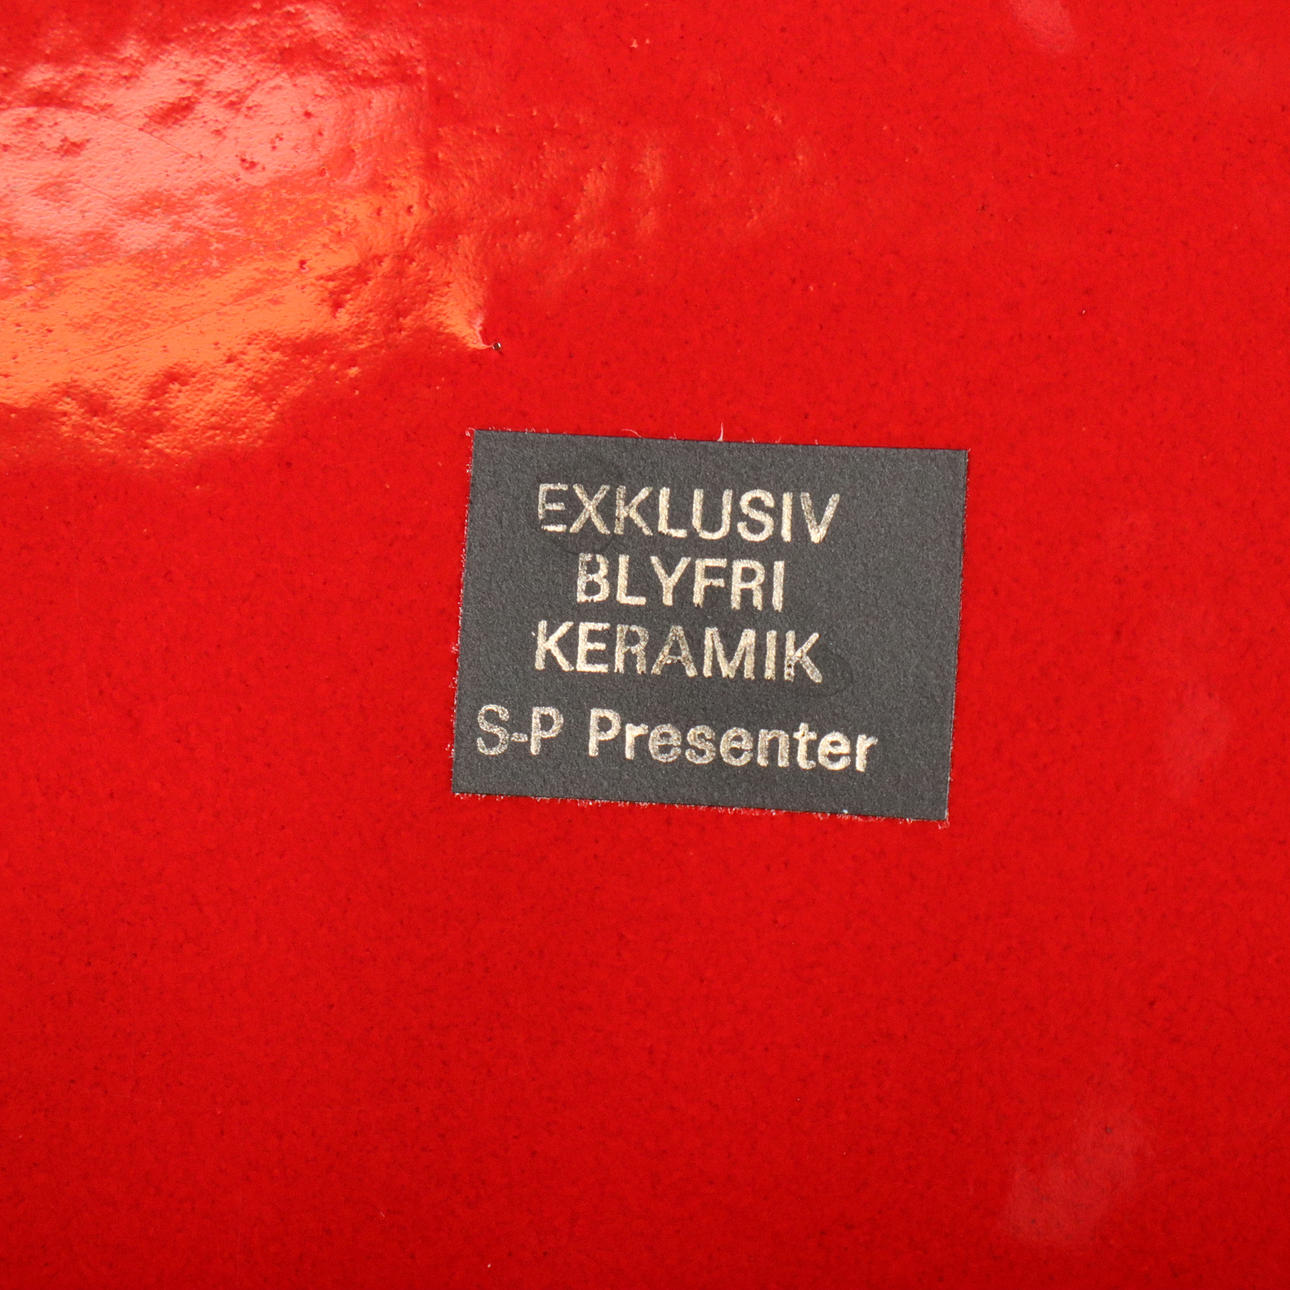 EXKLUSIV
BLYFRI
KERAMIK
S-P Presenter